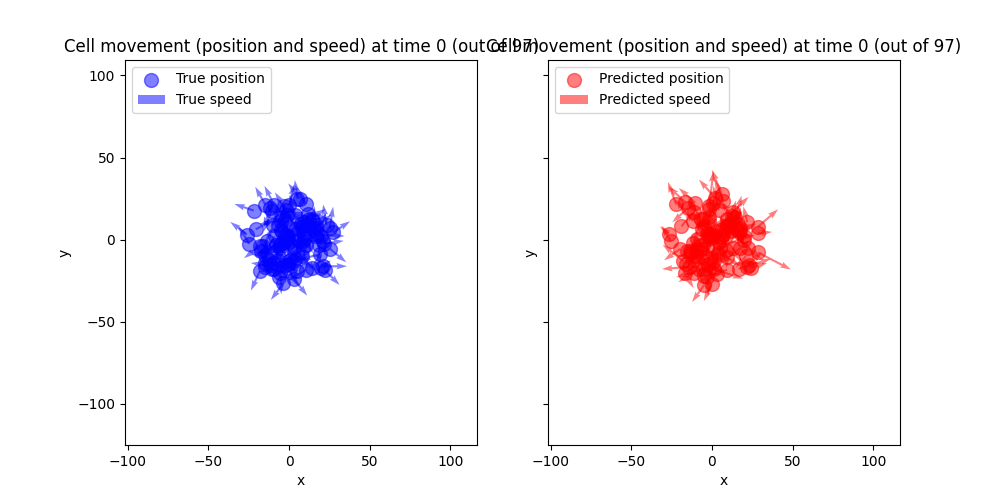 Cell movement (position and speed) at time 0 (out of 97)
Cell movement (position and speed) at time 0 (out of 97)
True position
True speed
Predicted position
Predicted speed
y
100
50
0
−50
−100
−100
−50
0
50
100
x
y
−100
−50
0
50
100
x